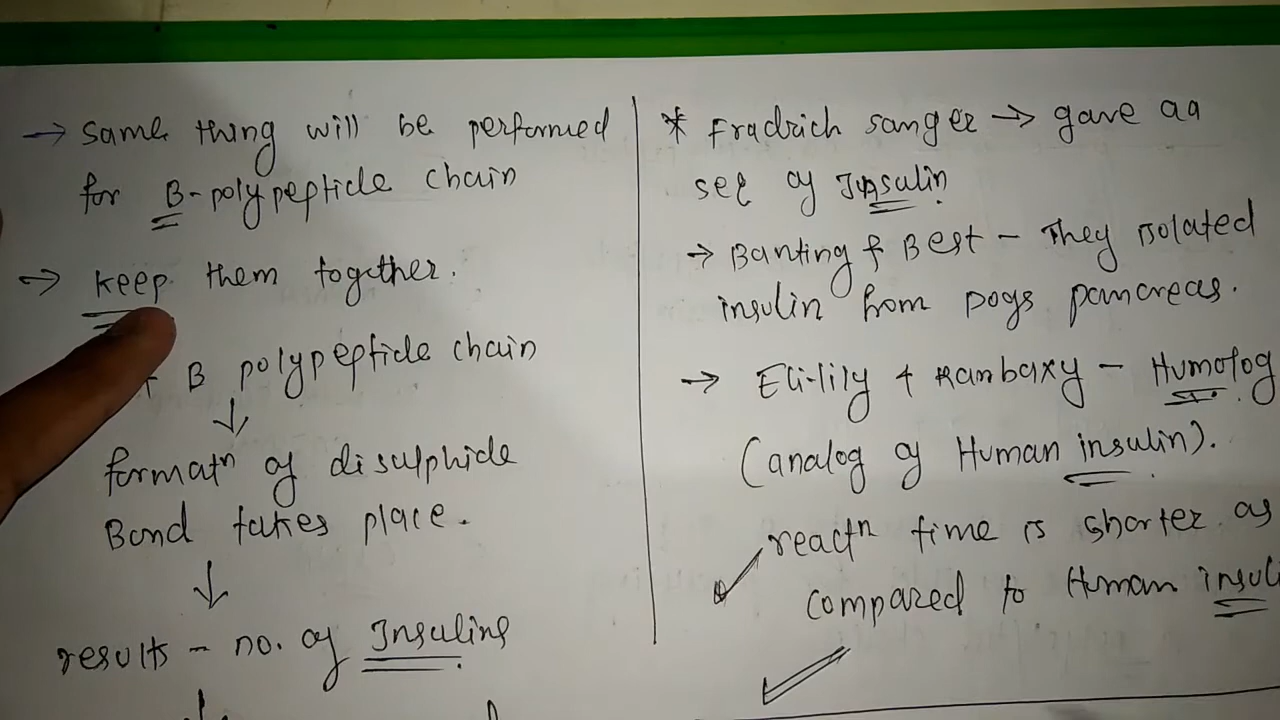 → Same thing will be performed
for B-polypeptide chain
→ Keep them together.
B polypeptide chain
↓
formatⁿ of disulphide
Bond takes place.
↓
results - no. of Insulins
↓
* Fradrich sanger → gave aa
seq of Insulin
→ Banting & Best - They isolated
insulin from Dogs pancreas.
→ Eli-lily + Ranbaxy - Humolog
(analog of Human insulin).
reactⁿ time is shorter as
compared to Human insul